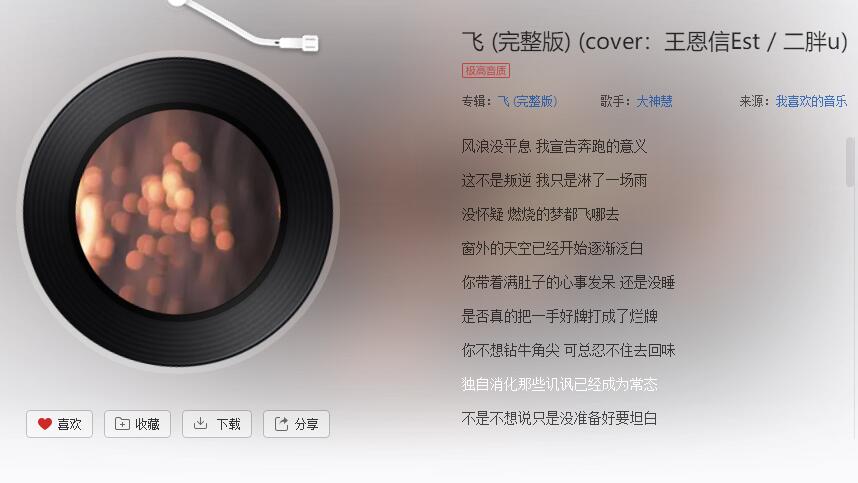 飞 (完整版) (cover：王恩信Est / 二胖u)
极高音质
专辑：飞 (完整版) 歌手：大神慧 来源：我喜欢的音乐
风浪没平息 我宣告奔跑的意义
这不是叛逆 我只是淋了一场雨
没怀疑 燃烧的梦都飞哪去
窗外的天空已经开始逐渐泛白
你带着满肚子的心事发呆 还是没睡
是否真的把一手好牌打成了烂牌
你不想钻牛角尖 可总忍不住去回味
独自消化那些讥讽已经成为常态
不是不想说只是没准备好要坦白
喜欢 收藏 下载 分享